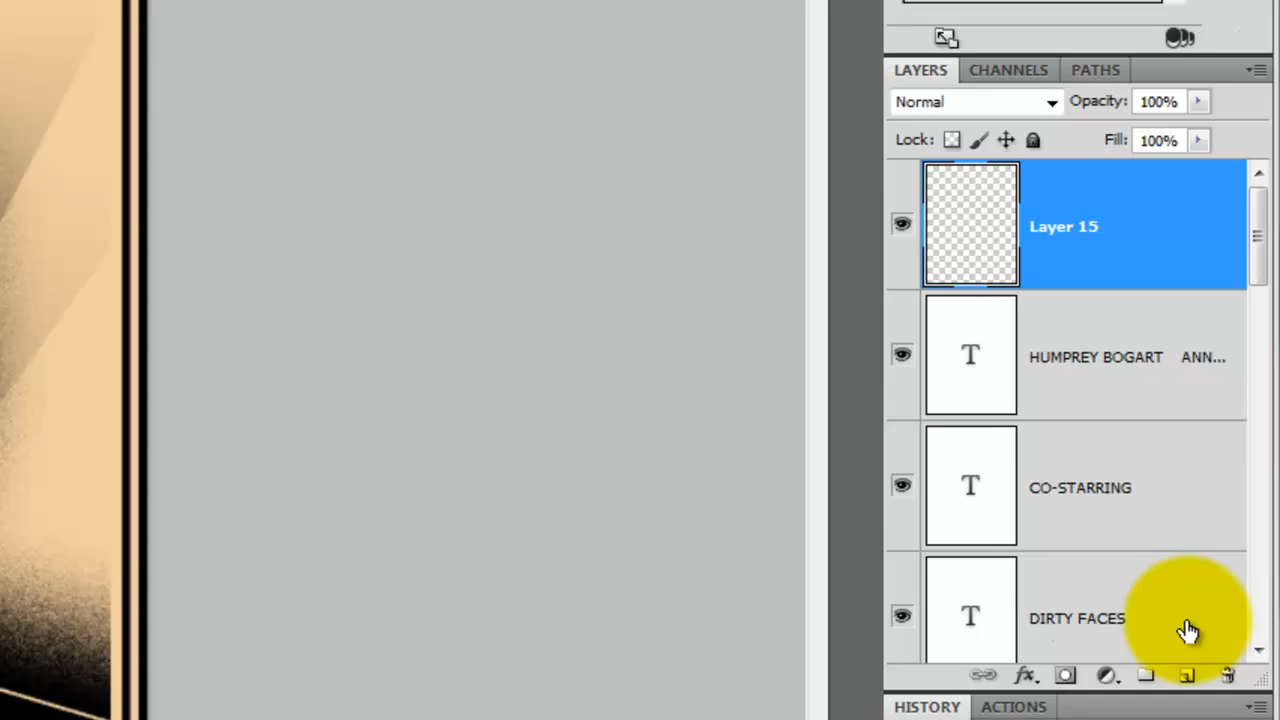 LAYERS CHANNELS PATHS
Normal Opacity: 100%
Lock: Fill: 100%
Layer 15
T HUMPREY BOGART ANN...
T CO-STARRING
T DIRTY FACES
fx
HISTORY ACTIONS